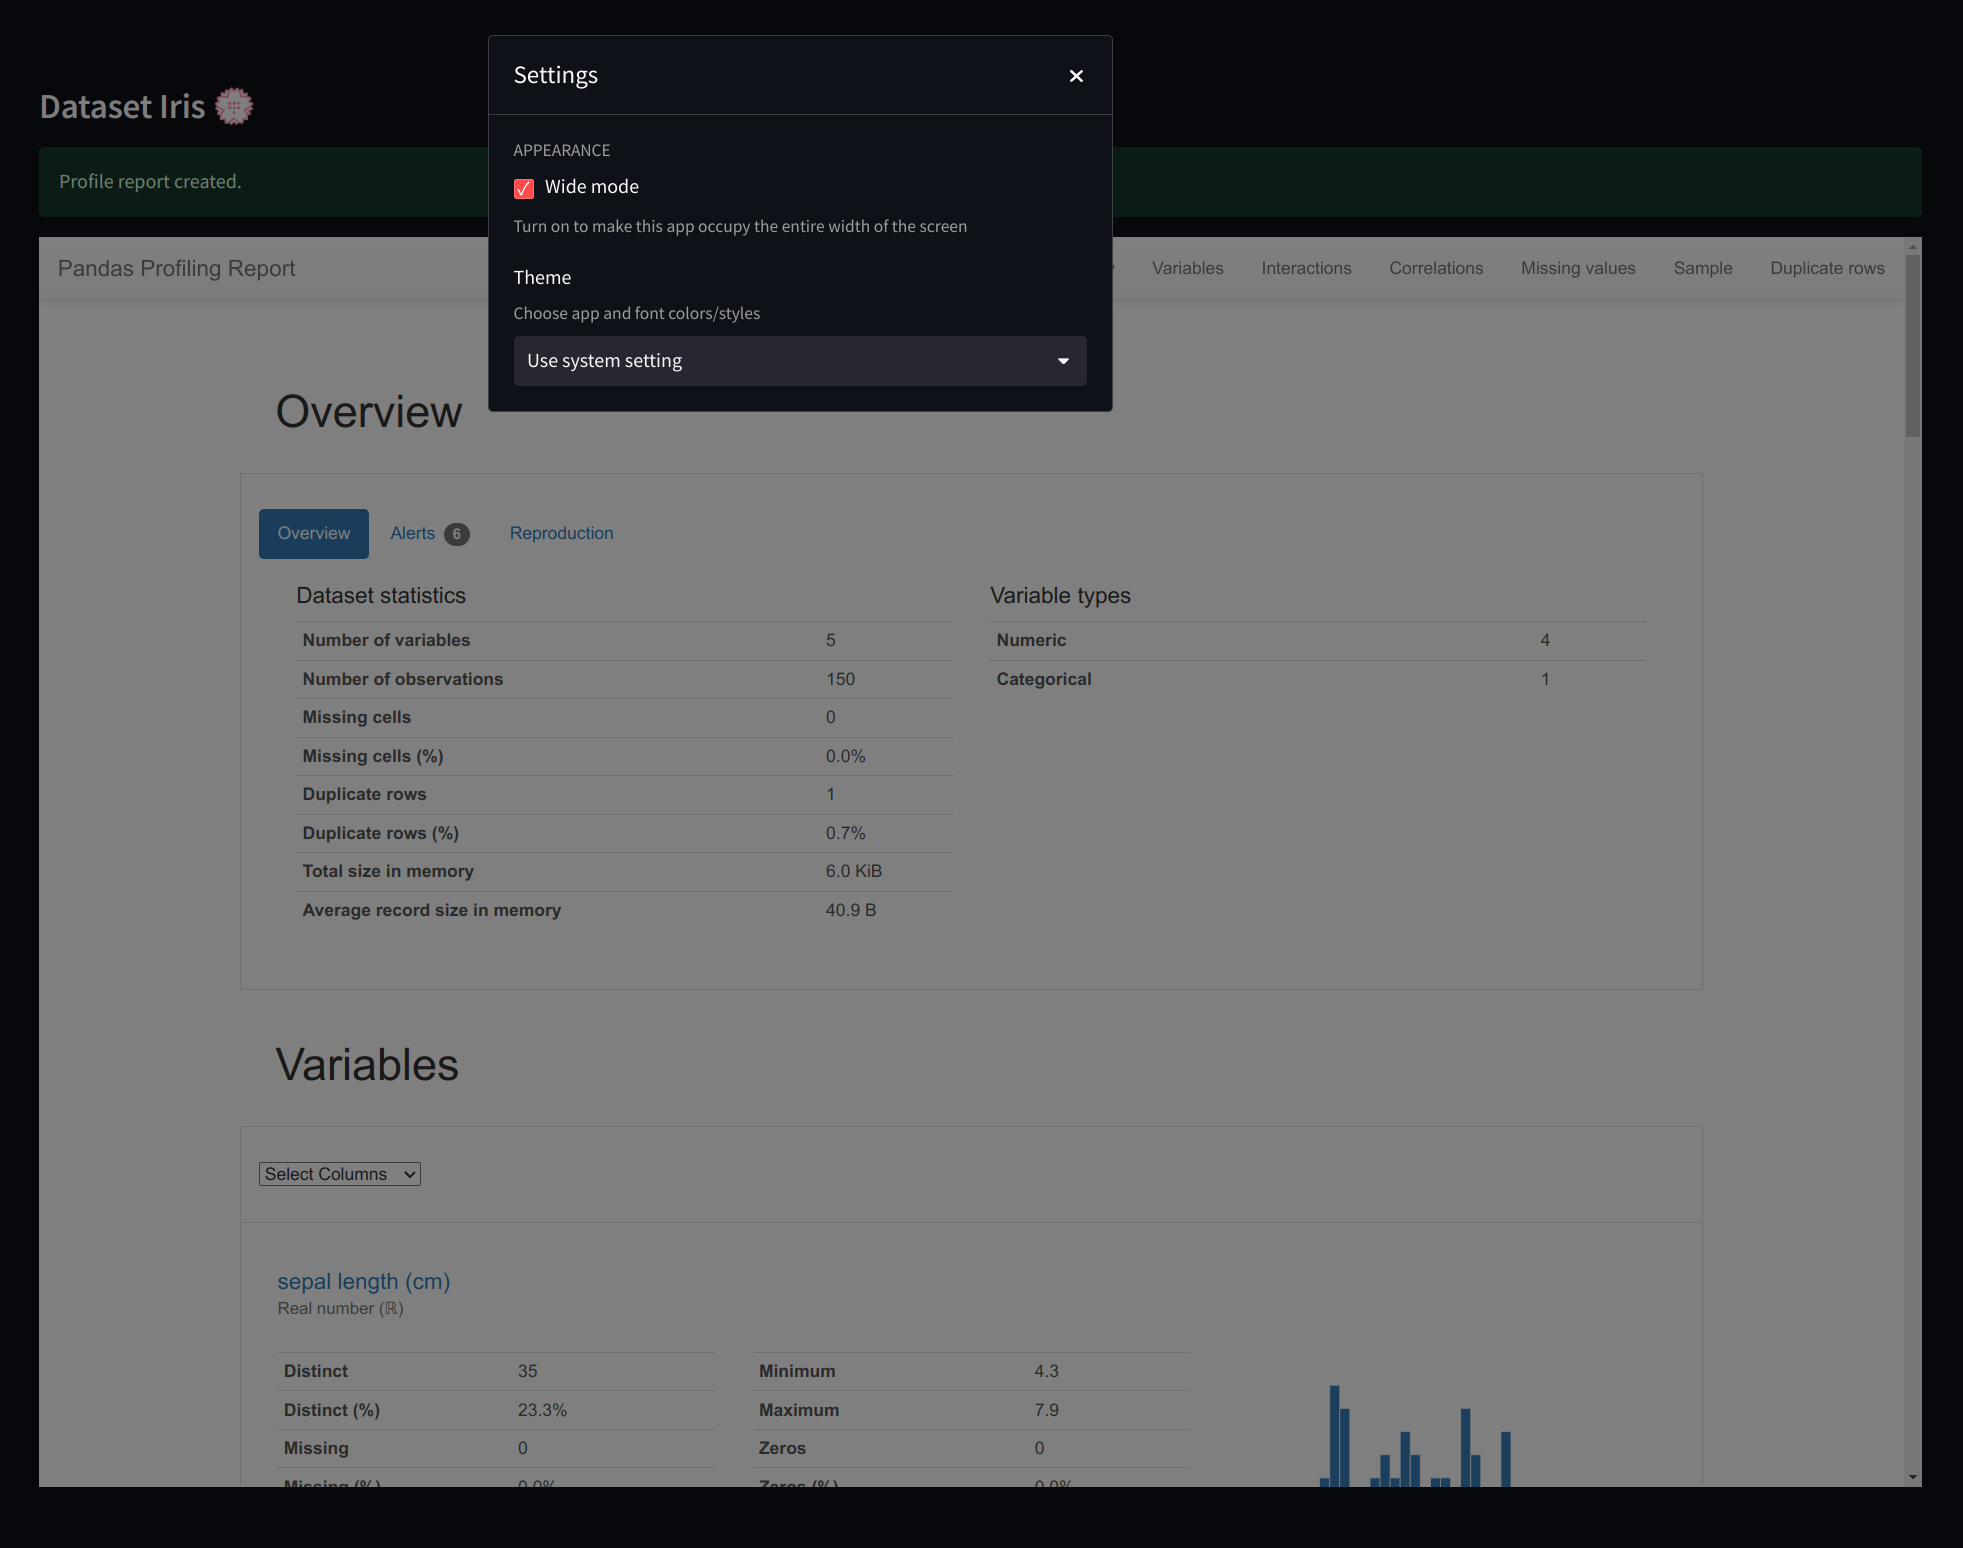 Settings
Dataset Iris
APPEARANCE
Wide mode
Profile report created.
Turn on to make this app occupy the entire width of the screen
Pandas Profiling Report
Variables Interactions Correlations Missing values Sample Duplicate rows
Theme
Choose app and font colors/styles
Use system setting
Overview
Overview Alerts 6 Reproduction
Dataset statistics
Number of variables 5
Number of observations 150
Missing cells 0
Missing cells (%) 0.0%
Duplicate rows 1
Duplicate rows (%) 0.7%
Total size in memory 6.0 KiB
Average record size in memory 40.9 B
Variable types
Numeric 4
Categorical 1
Variables
Select Columns
sepal length (cm)
Real number (ℝ)
Distinct 35
Distinct (%) 23.3%
Missing 0
Missing (%) 0.0%
Minimum 4.3
Maximum 7.9
Zeros 0
Zeros (%) 0.0%